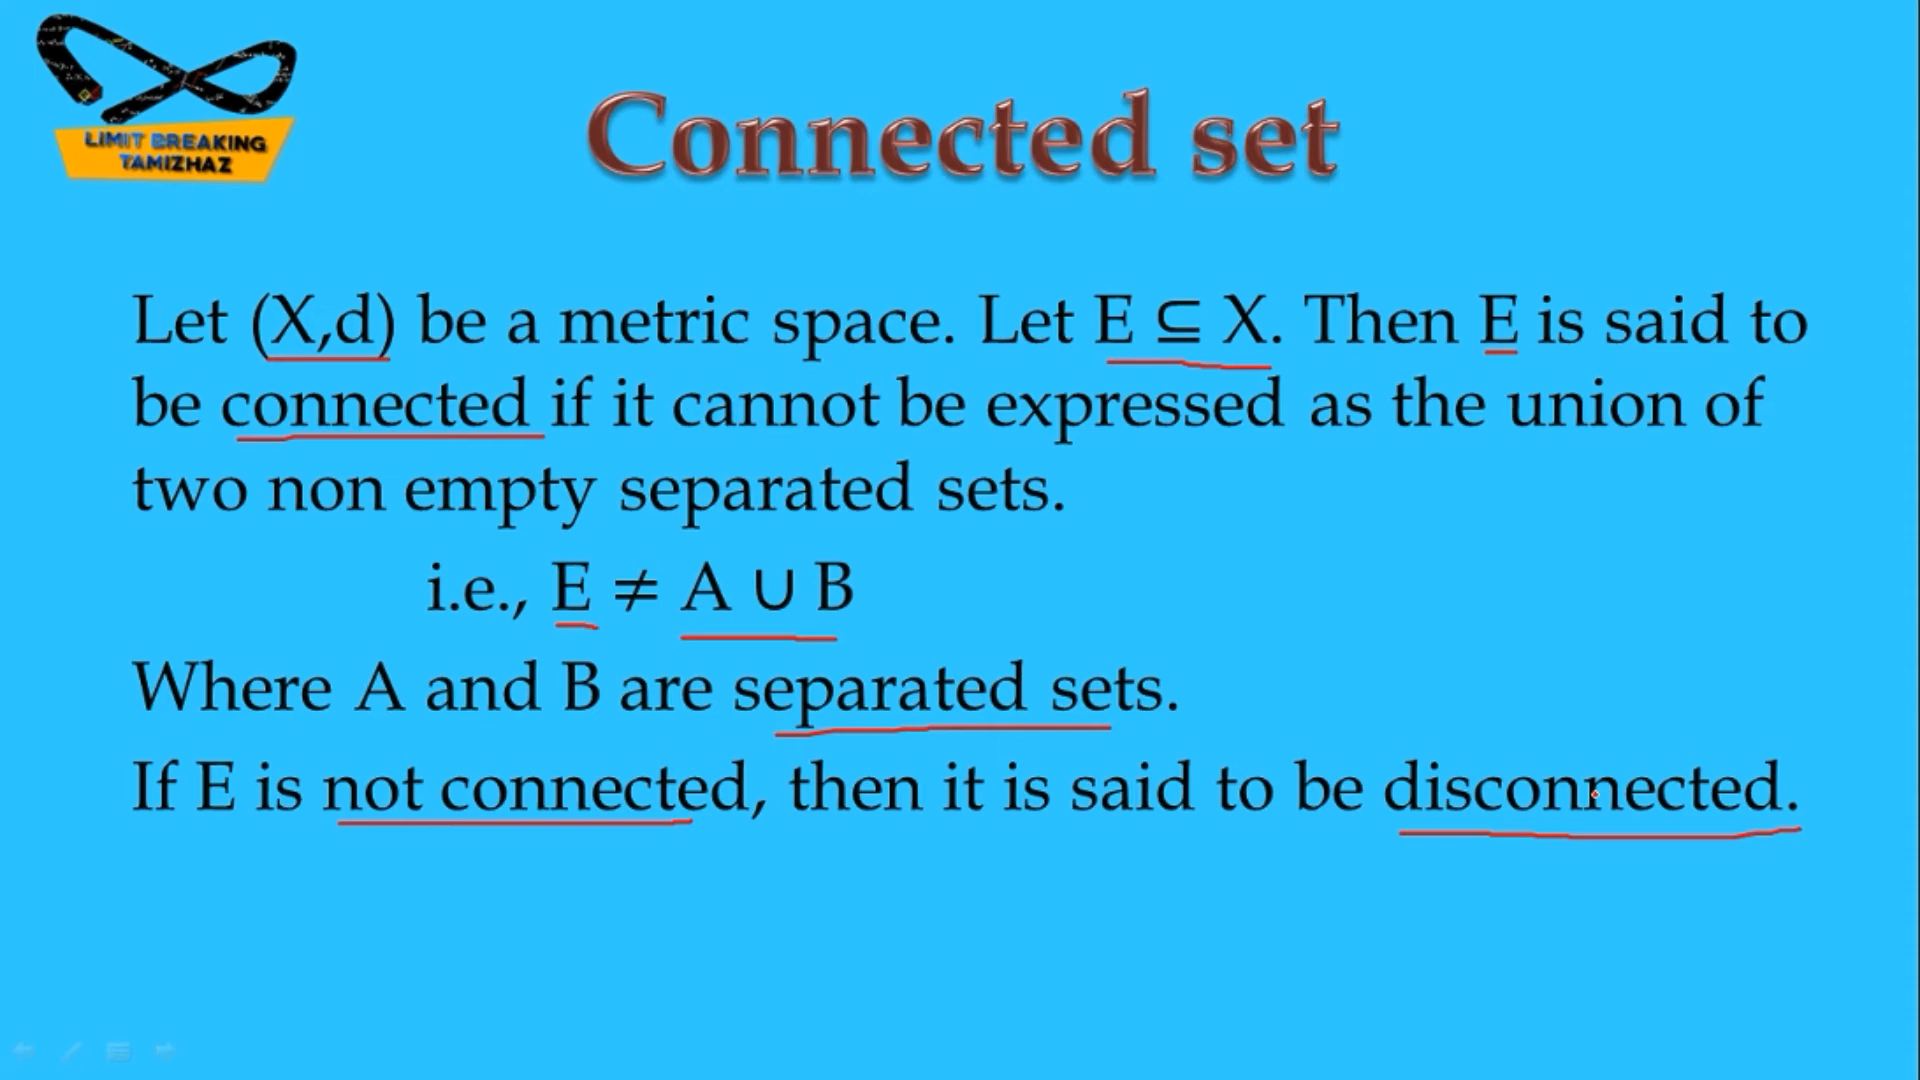 LIMIT BREAKING
TAMIZHAZ
Connected set
Let (X,d) be a metric space. Let E ⊆ X. Then E is said to
be connected if it cannot be expressed as the union of
two non empty separated sets.
i.e., E ≠ A ∪ B
Where A and B are separated sets.
If E is not connected, then it is said to be disconnected.